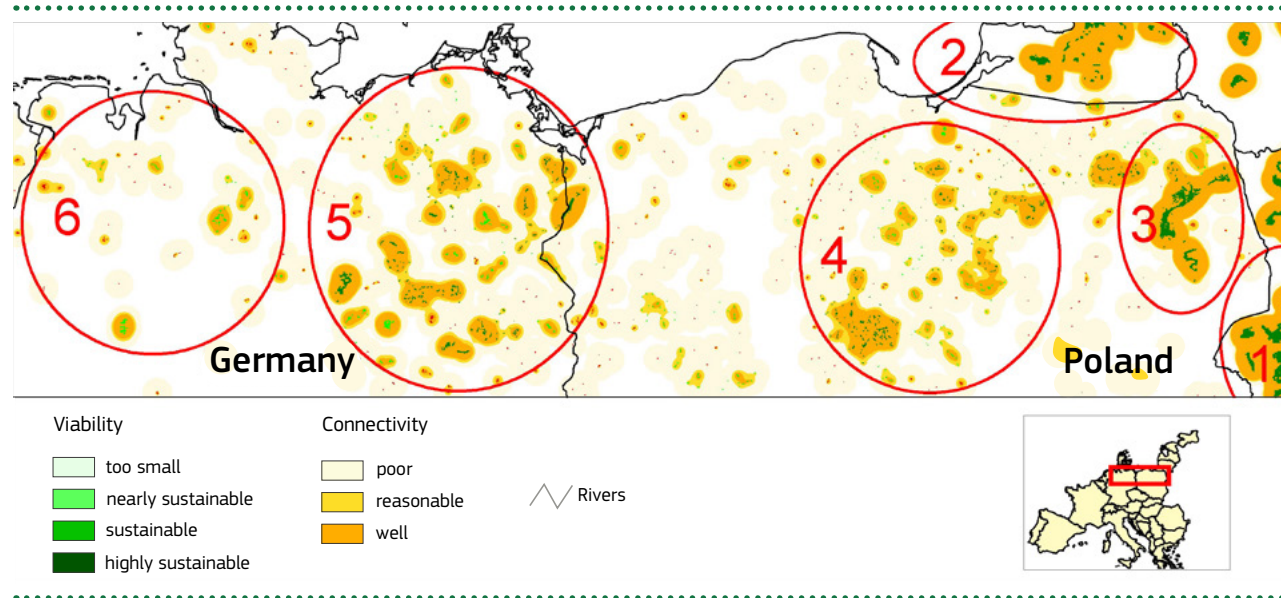 2
6
5
4
3
1
Germany
Poland
Viability
too small
nearly sustainable
sustainable
highly sustainable
Connectivity
poor
reasonable
well
Rivers